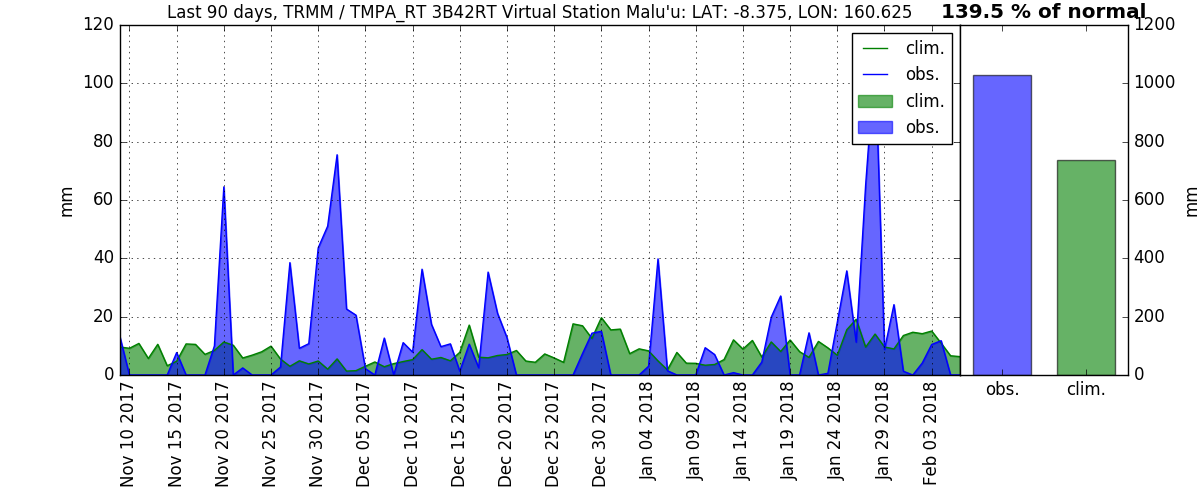 Last 90 days, TRMM / TMPA_RT 3B42RT Virtual Station Malu'u: LAT: -8.375, LON: 160.625
139.5 % of normal
120
100
80
60
40
20
0
mm
clim.
obs.
clim.
obs.
1200
1000
800
600
400
200
0
mm
Nov 10 2017
Nov 15 2017
Nov 20 2017
Nov 25 2017
Nov 30 2017
Dec 05 2017
Dec 10 2017
Dec 15 2017
Dec 20 2017
Dec 25 2017
Dec 30 2017
Jan 04 2018
Jan 09 2018
Jan 14 2018
Jan 19 2018
Jan 24 2018
Jan 29 2018
Feb 03 2018
obs.
clim.